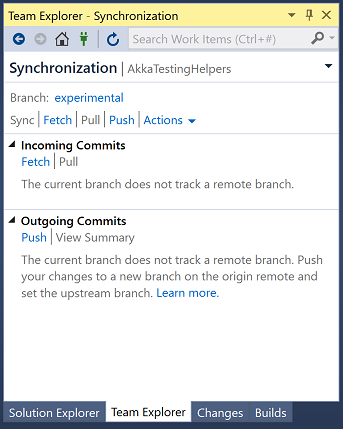 Team Explorer - Synchronization
Search Work Items (Ctrl+#)
Synchronization | AkkaTestingHelpers
Branch: experimental
Sync | Fetch | Pull | Push | Actions
Incoming Commits
Fetch | Pull
The current branch does not track a remote branch.
Outgoing Commits
Push | View Summary
The current branch does not track a remote branch. Push
your changes to a new branch on the origin remote and
set the upstream branch. Learn more.
Solution Explorer Team Explorer Changes Builds